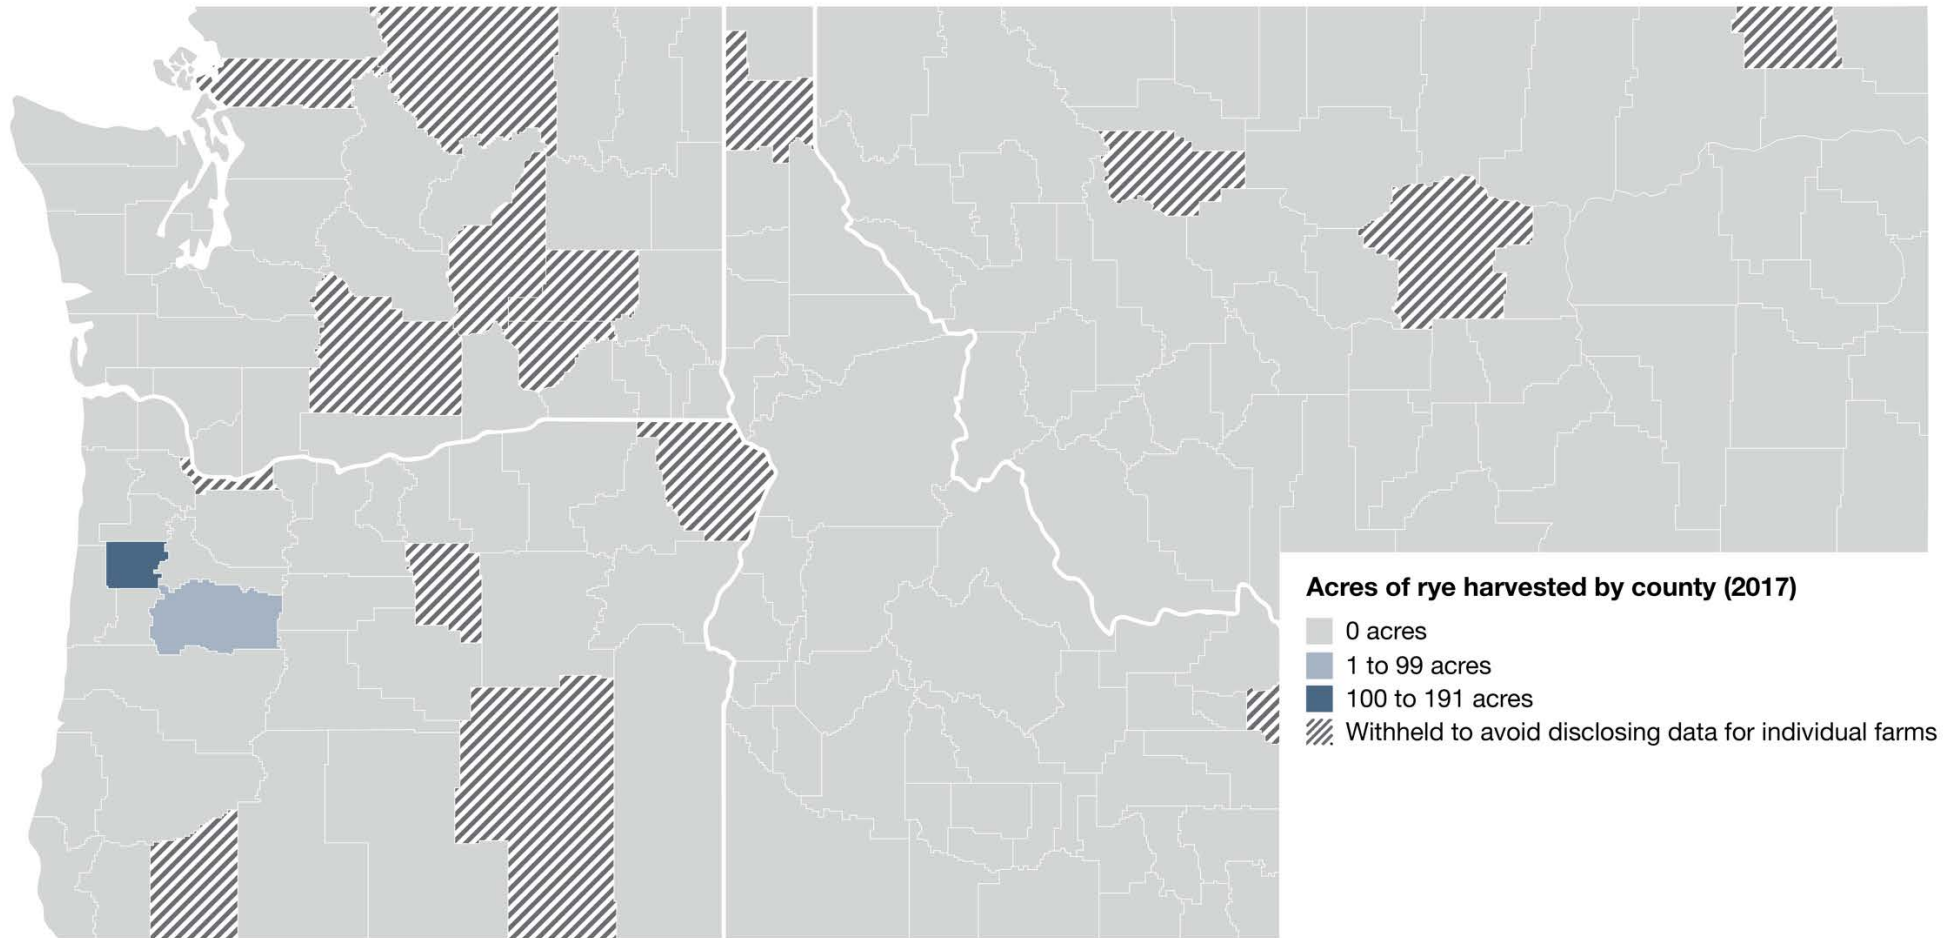 Acres of rye harvested by county (2017)
0 acres
1 to 99 acres
100 to 191 acres
Withheld to avoid disclosing data for individual farms